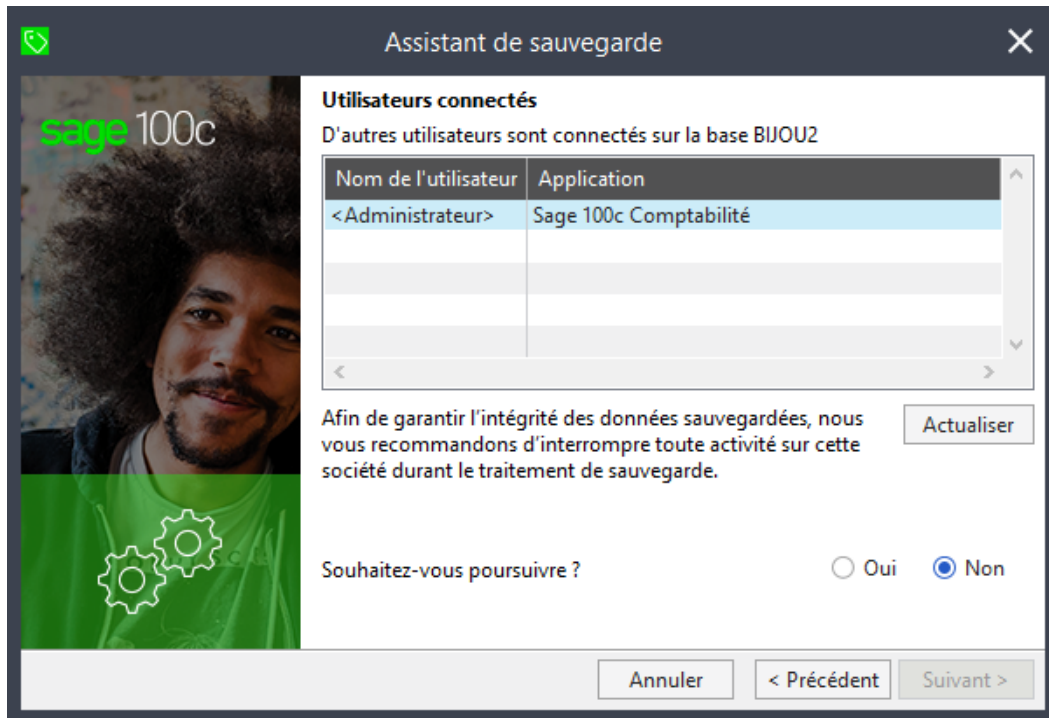 Assistant de sauvegarde
sage 100c
Utilisateurs connectés
D'autres utilisateurs sont connectés sur la base BIJOU2
Nom de l'utilisateur Application
<Administrateur> Sage 100c Comptabilité
Afin de garantir l'intégrité des données sauvegardées, nous
vous recommandons d'interrompre toute activité sur cette
société durant le traitement de sauvegarde.
Actualiser
Souhaitez-vous poursuivre ? Oui Non
Annuler < Précédent Suivant >